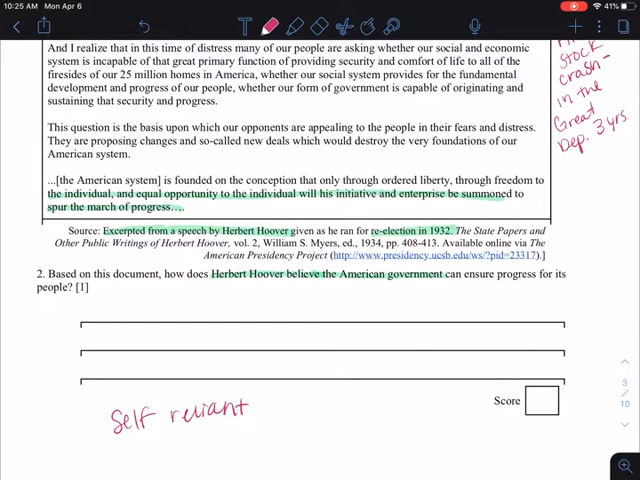 10:25 AM Mon Apr 6
41%
And I realize that in this time of distress many of our people are asking whether our social and economic
system is incapable of that great primary function of providing security and comfort of life to all of the
firesides of our 25 million homes in America, whether our social system provides for the fundamental
development and progress of our people, whether our form of government is capable of originating and
sustaining that security and progress.
This question is the basis upon which our opponents are appealing to the people in their fears and distress.
They are proposing changes and so-called new deals which would destroy the very foundations of our
American system.
...[the American system] is founded on the conception that only through ordered liberty, through freedom to
the individual, and equal opportunity to the individual will his initiative and enterprise be summoned to
spur the march of progress….
Source: Excerpted from a speech by Herbert Hoover given as he ran for re-election in 1932. The State Papers and
Other Public Writings of Herbert Hoover, vol. 2, William S. Myers, ed., 1934, pp. 408-413. Available online via The
American Presidency Project (http://www.presidency.ucsb.edu/ws/?pid=23317).]
stock
crash-
in the
Great
Dep. 3 yrs.
2. Based on this document, how does Herbert Hoover believe the American government can ensure progress for its
people? [1]
Score
self reliant
3
/
10